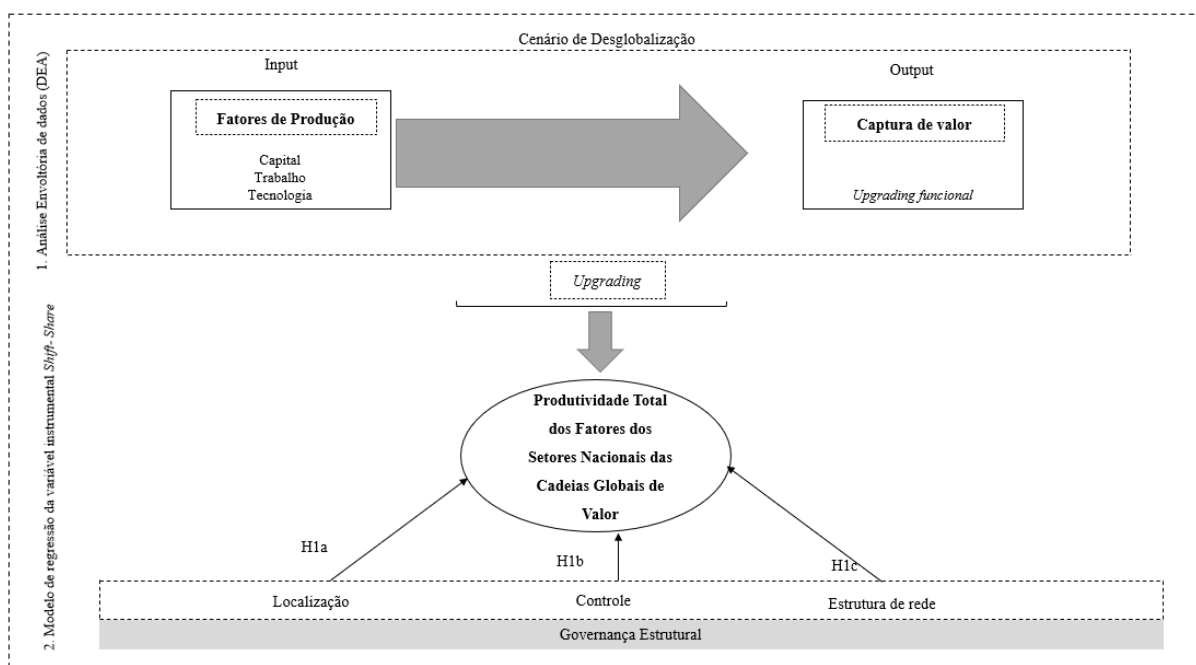 Cenário de Desglobalização
1. Análise Envoltória de dados (DEA)
Input
Output
Fatores de Produção
Capital
Trabalho
Tecnologia
Captura de valor
Upgrading funcional
Upgrading
2. Modelo de regressão da variável instrumental Shift-Share
Produtividade Total
dos Fatores dos
Setores Nacionais das
Cadeias Globais de
Valor
H1a
H1b
H1c
Localização
Controle
Estrutura de rede
Governança Estrutural